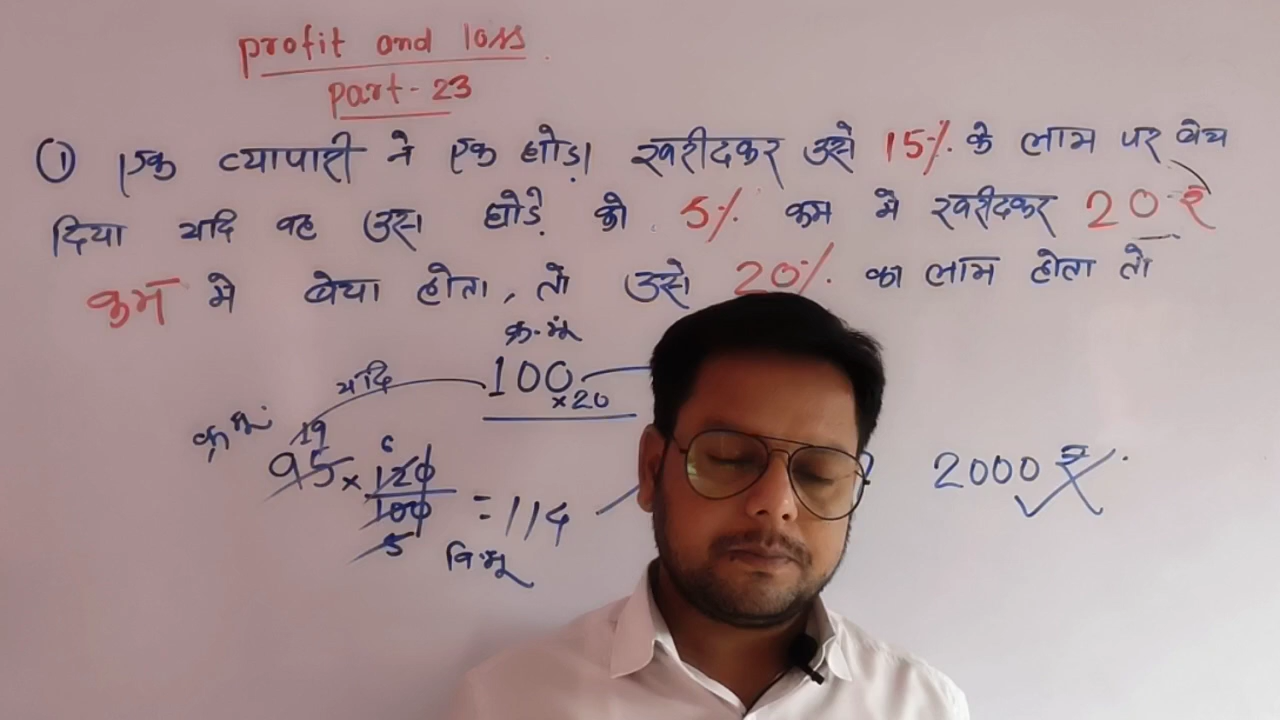 profit and loss
part - 23
① एक व्यापारी ने एक घोड़ा खरीदकर उसे 15% के लाभ पर बेच
दिया यदि वह उस घोड़े को 5% कम मे खरीदकर 20 ₹
कम मे बेचा होता, तो उसे 20% का लाभ होता तो
क्र.मू
यदि 100
×20
क्र.मू 19 6
95 × 120
100 = 114 2000 ₹
5
वि.मू